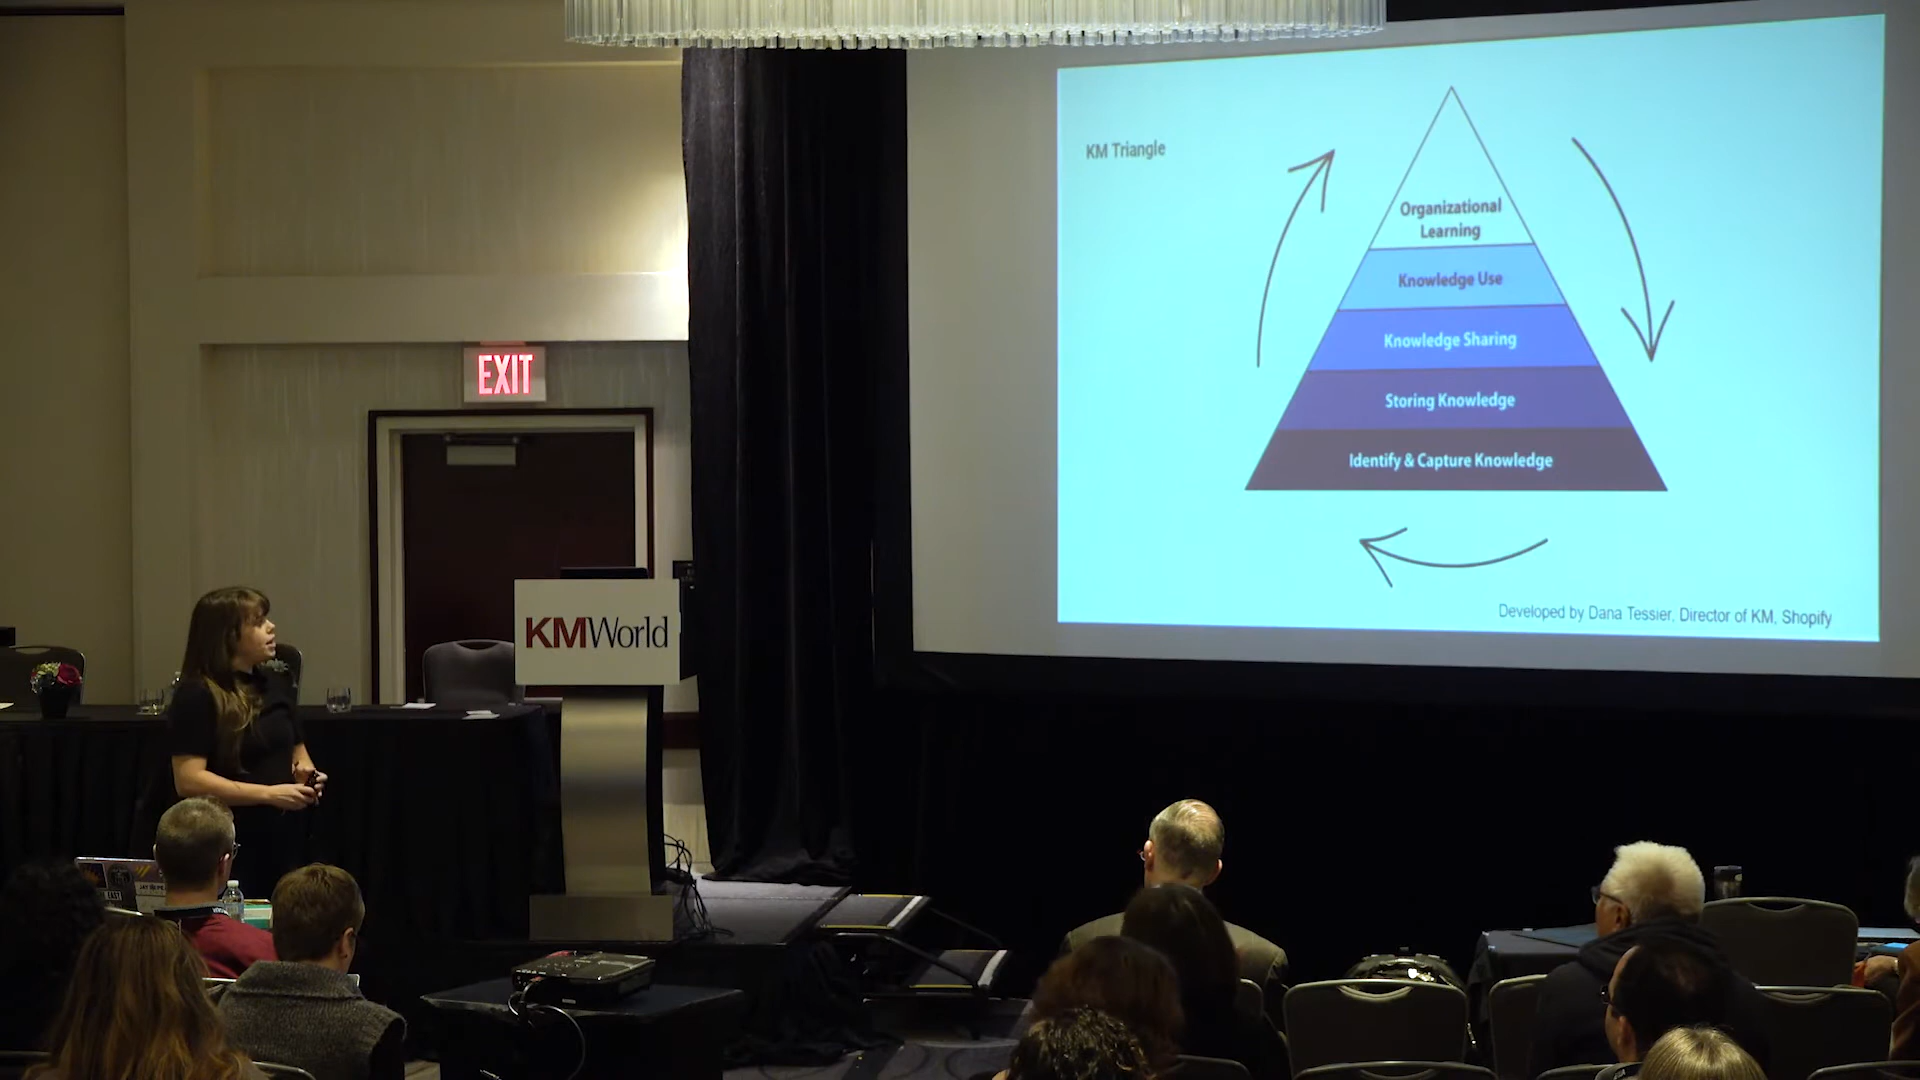 KM Triangle
Organizational
Learning
Knowledge Use
Knowledge Sharing
Storing Knowledge
Identify & Capture Knowledge
Developed by Dana Tessier, Director of KM, Shopify
EXIT
KMWorld